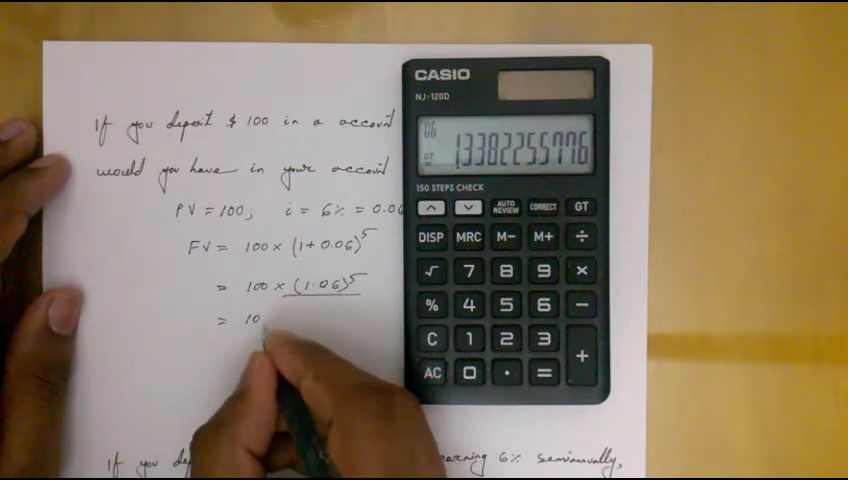 If you deposit $ 100 in a account
would you have in your account
PV = 100; i = 6% = 0.06
FV = 100 × (1 + 0.06)^5
= 100 × (1.06)^5
= 10
If you
earning 6% semiannually,
CASIO
NJ-120D
GT
1.3382255776
150 STEPS CHECK
AUTO REVIEW CORRECT GT
DISP MRC M- M+ ÷
√ 7 8 9 ×
% 4 5 6 −
C 1 2 3
+
AC 0 · =